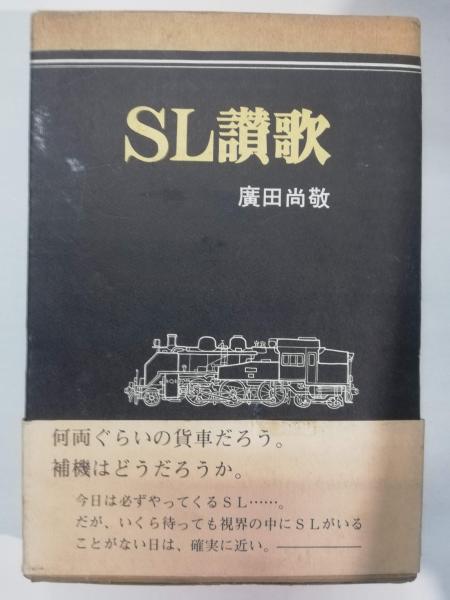 SL讃歌
廣田尚敬
何両ぐらいの貨車だろう。
補機はどうだろうか。
今日は必ずやってくるＳＬ……。
だが、いくら待っても視界の中にＳＬがいる
ことがない日は、確実に近い。————